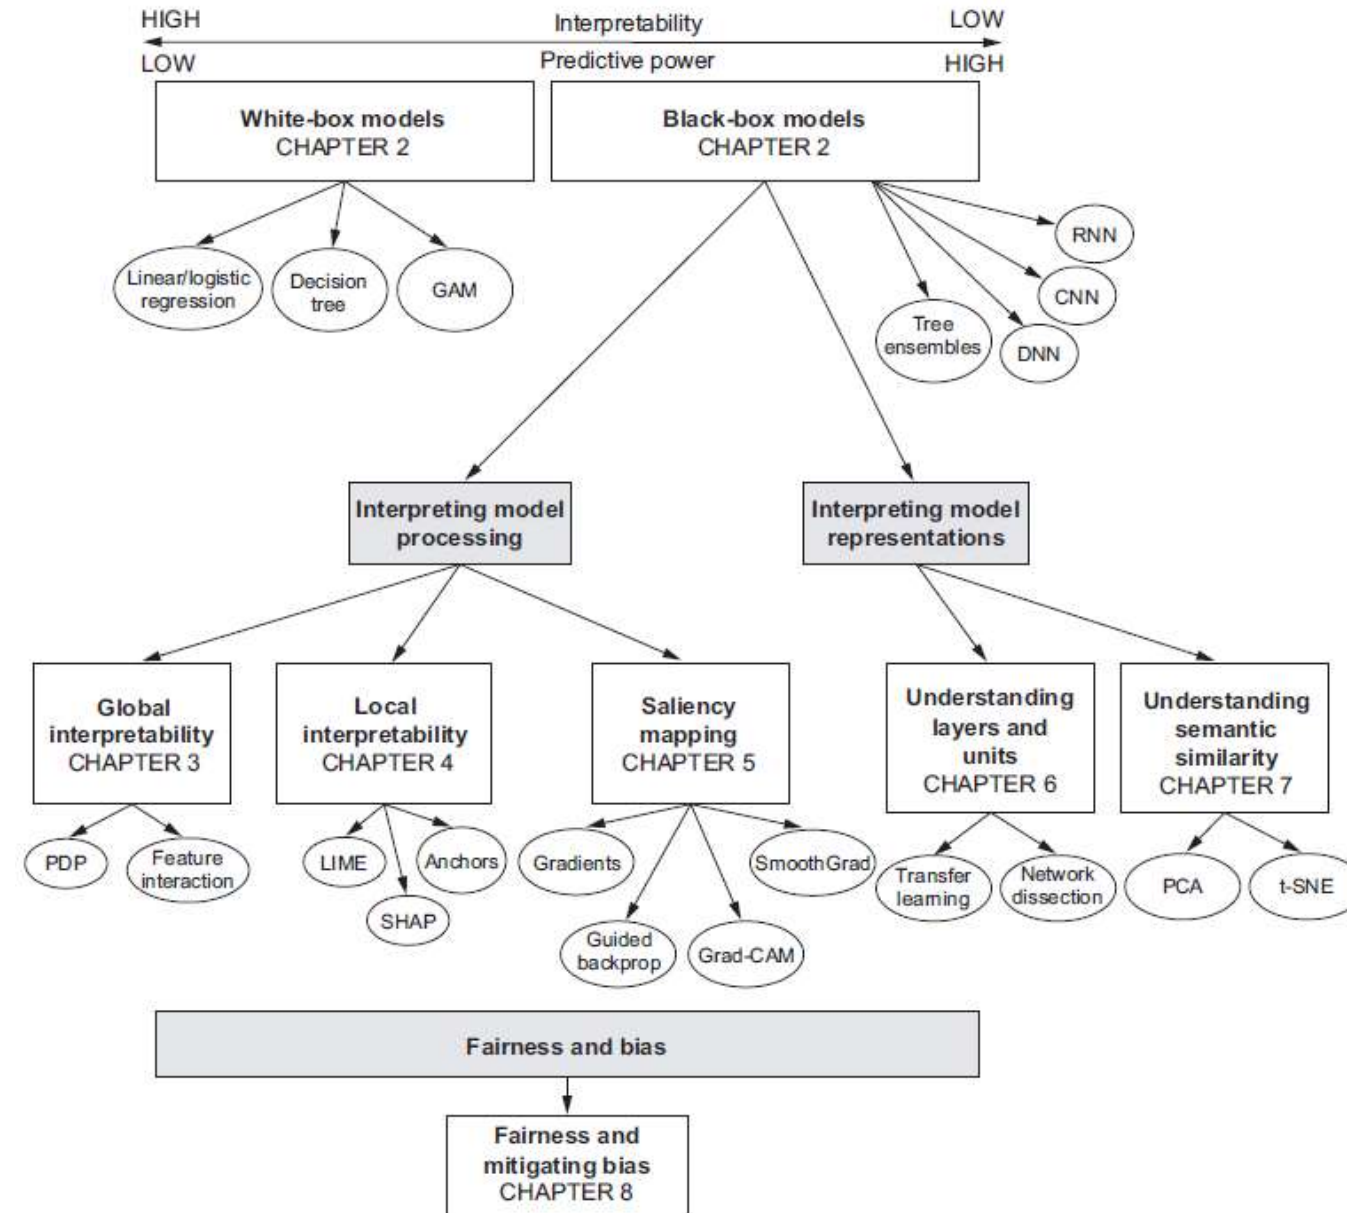 HIGH
Interpretability
LOW
LOW
Predictive power
HIGH
White-box models
CHAPTER 2
Black-box models
CHAPTER 2
RNN
CNN
DNN
Tree
ensembles
Linear/logistic
regression
Decision
tree
GAM
Interpreting model
processing
Interpreting model
representations
Global
interpretability
CHAPTER 3
Local
interpretability
CHAPTER 4
Saliency
mapping
CHAPTER 5
Understanding
layers and
units
CHAPTER 6
Understanding
semantic
similarity
CHAPTER 7
PDP
Feature
interaction
LIME
SHAP
Anchors
Gradients
Guided
backprop
Grad-CAM
SmoothGrad
Transfer
learning
Network
dissection
PCA
t-SNE
Fairness and bias
Fairness and
mitigating bias
CHAPTER 8